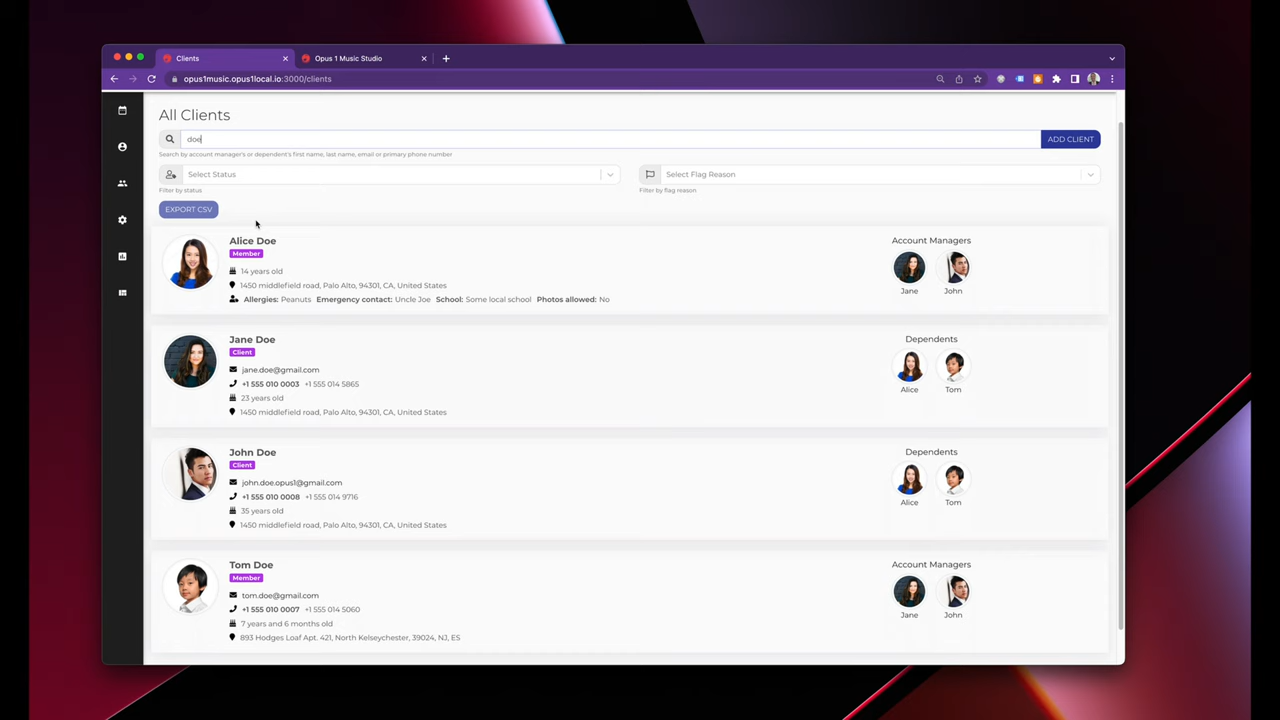 Clients
Opus 1 Music Studio
opus1music.opus1local.io:3000/clients
All Clients
doe
ADD CLIENT
Search by account manager's or dependent's first name, last name, email or primary phone number
Select Status
Select Flag Reason
Filter by status
Filter by flag reason
EXPORT CSV
Alice Doe
Member
14 years old
1450 middlefield road, Palo Alto, 94301, CA, United States
Allergies: Peanuts Emergency contact: Uncle Joe School: Some local school Photos allowed: No
Account Managers
Jane John
Jane Doe
Client
jane.doe@gmail.com
+1 555 010 0003 +1 555 014 5865
23 years old
1450 middlefield road, Palo Alto, 94301, CA, United States
Dependents
Alice Tom
John Doe
Client
john.doe.opus1@gmail.com
+1 555 010 0008 +1 555 014 9716
35 years old
1450 middlefield road, Palo Alto, 94301, CA, United States
Dependents
Alice Tom
Tom Doe
Member
tom.doe@gmail.com
+1 555 010 0007 +1 555 014 5060
7 years and 6 months old
893 Hodges Loaf Apt. 421, North Kelseychester, 39024, NJ, ES
Account Managers
Jane John